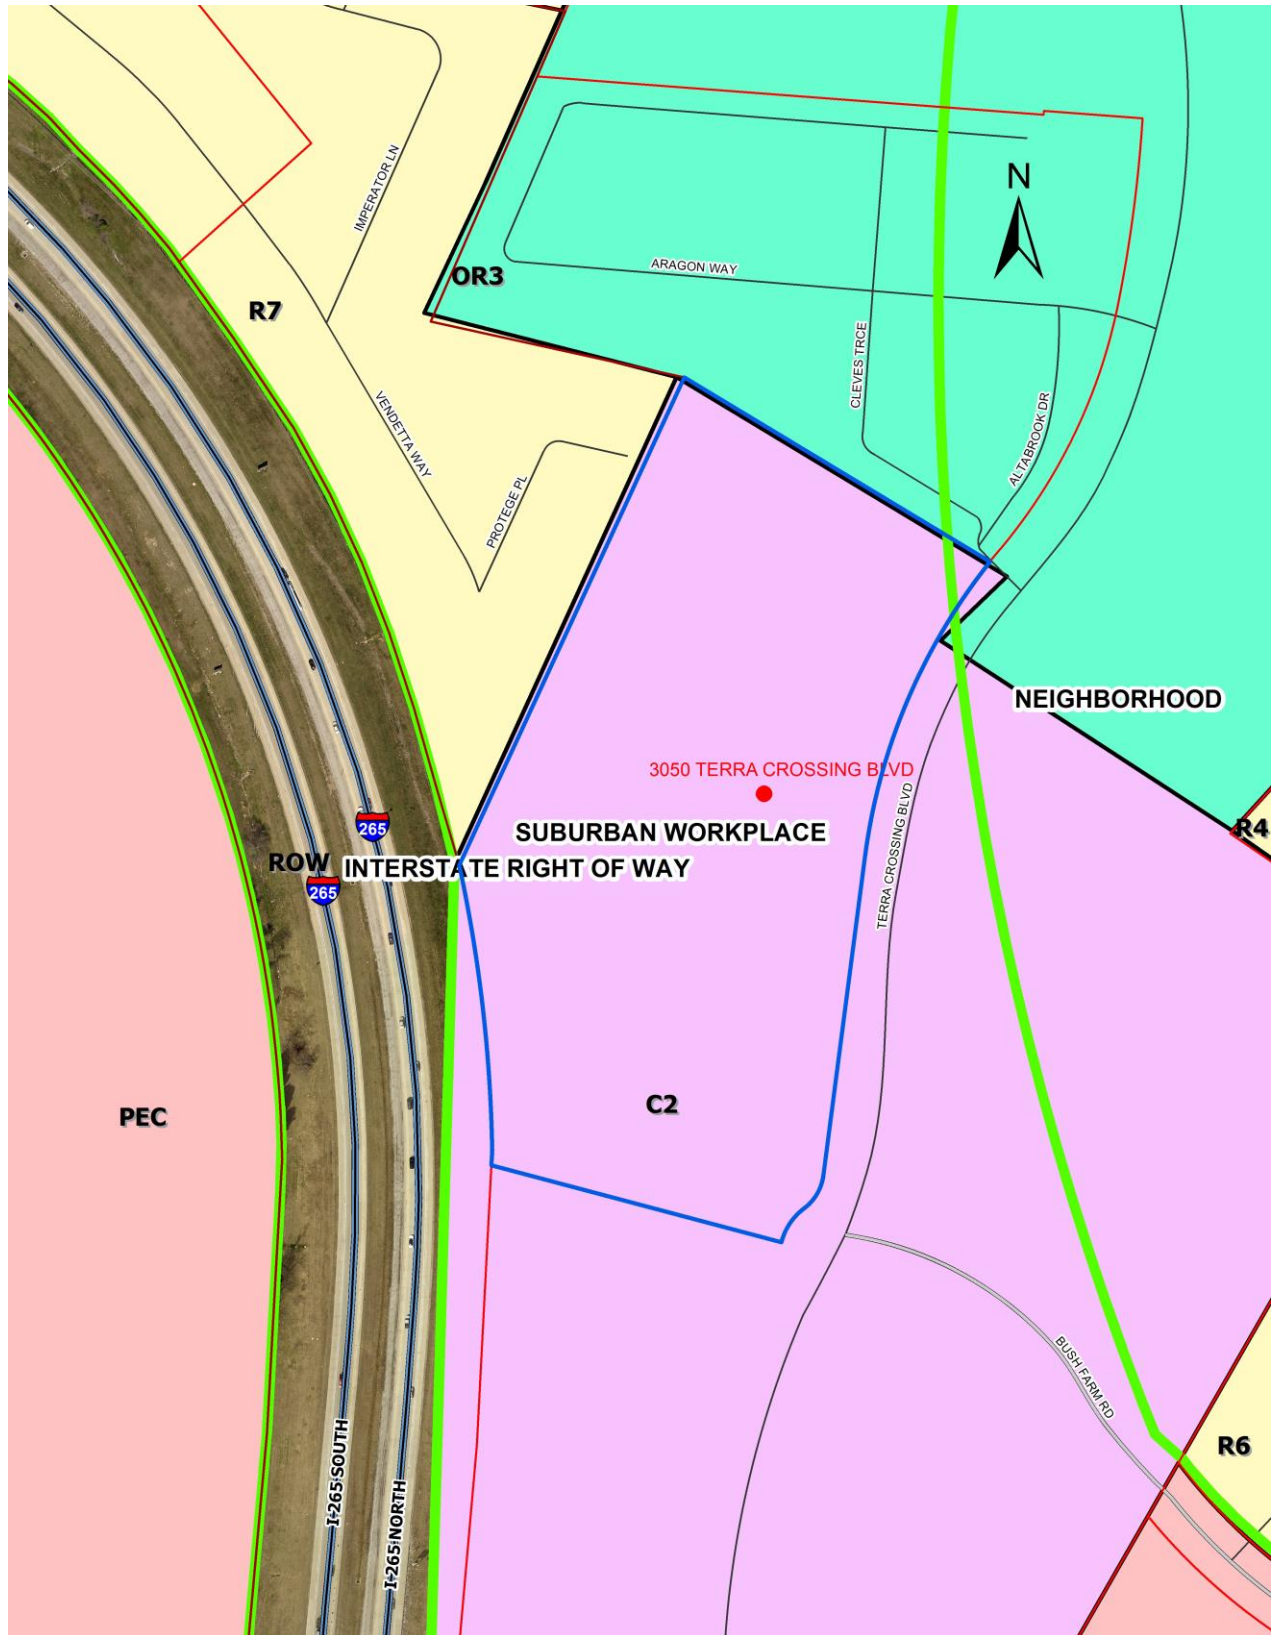 N
IMPERATOR LN
ARAGON WAY
OR3
R7
CLEVES TRCE
VENDETTA WAY
ALTABROOK DR
PROTEGE PL
NEIGHBORHOOD
3050 TERRA CROSSING BLVD
265
SUBURBAN WORKPLACE
R4
TERRA CROSSING BLVD
ROW
INTERSTATE RIGHT OF WAY
265
C2
PEC
BUSH FARM RD
R6
I-265 SOUTH
I-265 NORTH